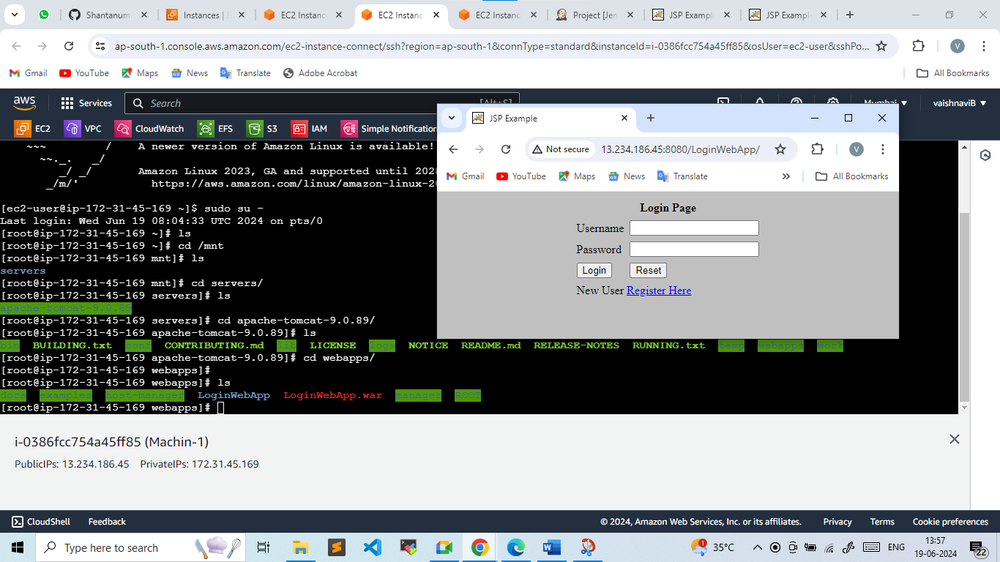 Shantanum
Instances | E
EC2 Instanc
EC2 Instanc
EC2 Instanc
Project [Jen
JSP Example
JSP Example
ap-south-1.console.aws.amazon.com/ec2-instance-connect/ssh?region=ap-south-1&connType=standard&instanceId=i-0386fcc754a45ff85&osUser=ec2-user&sshPo...
V
Gmail
YouTube
Maps
News
Translate
Adobe Acrobat
All Bookmarks
aws
Services
Search
[Alt+S]
Mumbai
vaishnaviB
EC2
VPC
CloudWatch
EFS
S3
IAM
Simple Notification
~~~ / A newer version of Amazon Linux is available!
~~._. _/
_/ _/ Amazon Linux 2023, GA and supported until 2028
_/m/' https://aws.amazon.com/linux/amazon-linux-20
[ec2-user@ip-172-31-45-169 ~]$ sudo su -
Last login: Wed Jun 19 08:04:33 UTC 2024 on pts/0
[root@ip-172-31-45-169 ~]# ls
[root@ip-172-31-45-169 ~]# cd /mnt
[root@ip-172-31-45-169 mnt]# ls
servers
[root@ip-172-31-45-169 mnt]# cd servers/
[root@ip-172-31-45-169 servers]# ls
apache-tomcat-9.0.89
[root@ip-172-31-45-169 servers]# cd apache-tomcat-9.0.89/
[root@ip-172-31-45-169 apache-tomcat-9.0.89]# ls
bin BUILDING.txt conf CONTRIBUTING.md lib LICENSE logs NOTICE README.md RELEASE-NOTES RUNNING.txt temp webapps work
[root@ip-172-31-45-169 apache-tomcat-9.0.89]# cd webapps/
[root@ip-172-31-45-169 webapps]#
[root@ip-172-31-45-169 webapps]# ls
docs examples host-manager LoginWebApp LoginWebApp.war manager ROOT
[root@ip-172-31-45-169 webapps]#
JSP Example
Not secure
13.234.186.45:8080/LoginWebApp/
V
Gmail
YouTube
Maps
News
Translate
All Bookmarks
Login Page
Username
Password
Login
Reset
New User Register Here
i-0386fcc754a45ff85 (Machin-1)
PublicIPs: 13.234.186.45 PrivateIPs: 172.31.45.169
CloudShell
Feedback
© 2024, Amazon Web Services, Inc. or its affiliates.
Privacy
Terms
Cookie preferences
Type here to search
1
35°C
ENG
13:57
19-06-2024
22